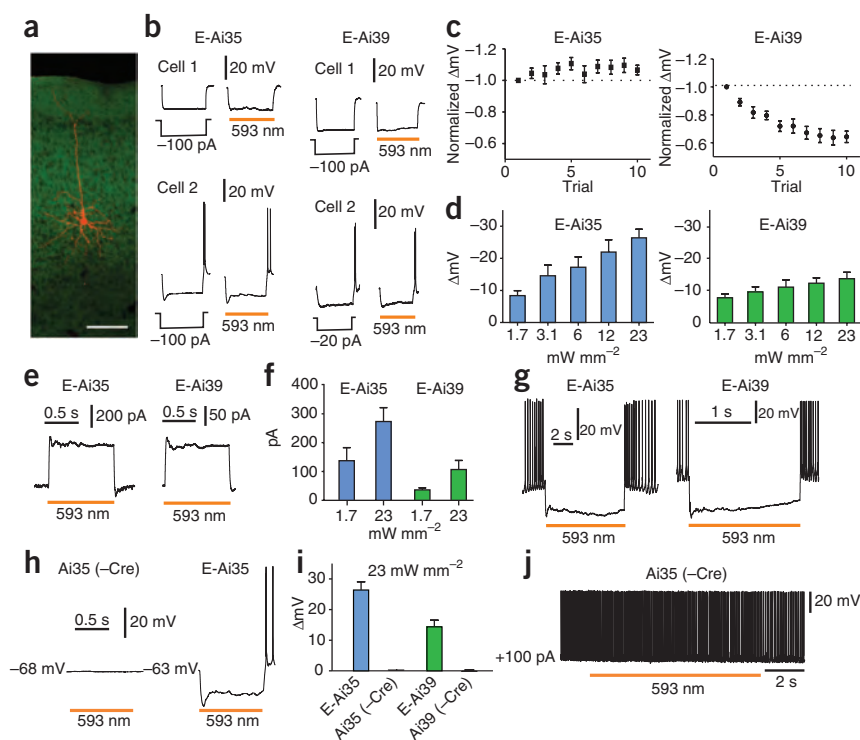 a
b
E-Ai35
E-Ai39
Cell 1
20 mV
593 nm
−100 pA
Cell 1
20 mV
593 nm
−100 pA
Cell 2
20 mV
593 nm
−100 pA
Cell 2
20 mV
593 nm
−20 pA
c
E-Ai35
E-Ai39
Normalized ΔmV
−1.2
−1.0
−0.8
−0.6
0 5 10
Trial
Normalized ΔmV
−1.2
−1.0
−0.8
−0.6
0 5 10
Trial
d
E-Ai35
E-Ai39
ΔmV
−30
−20
−10
0
1.7 3.1 6 12 23
mW mm−2
ΔmV
−30
−20
−10
0
1.7 3.1 6 12 23
mW mm−2
e
E-Ai35
E-Ai39
0.5 s
200 pA
593 nm
0.5 s
50 pA
593 nm
f
E-Ai35 E-Ai39
pA
400
300
200
100
0
1.7 23 1.7 23
mW mm−2
g
E-Ai35
E-Ai39
2 s
20 mV
593 nm
1 s
20 mV
593 nm
h
Ai35 (–Cre)
E-Ai35
0.5 s
20 mV
−68 mV
−63 mV
593 nm
593 nm
i
23 mW mm−2
ΔmV
30
20
10
0
E-Ai35
Ai35 (–Cre)
E-Ai39
Ai39 (–Cre)
j
Ai35 (–Cre)
20 mV
+100 pA
593 nm
2 s